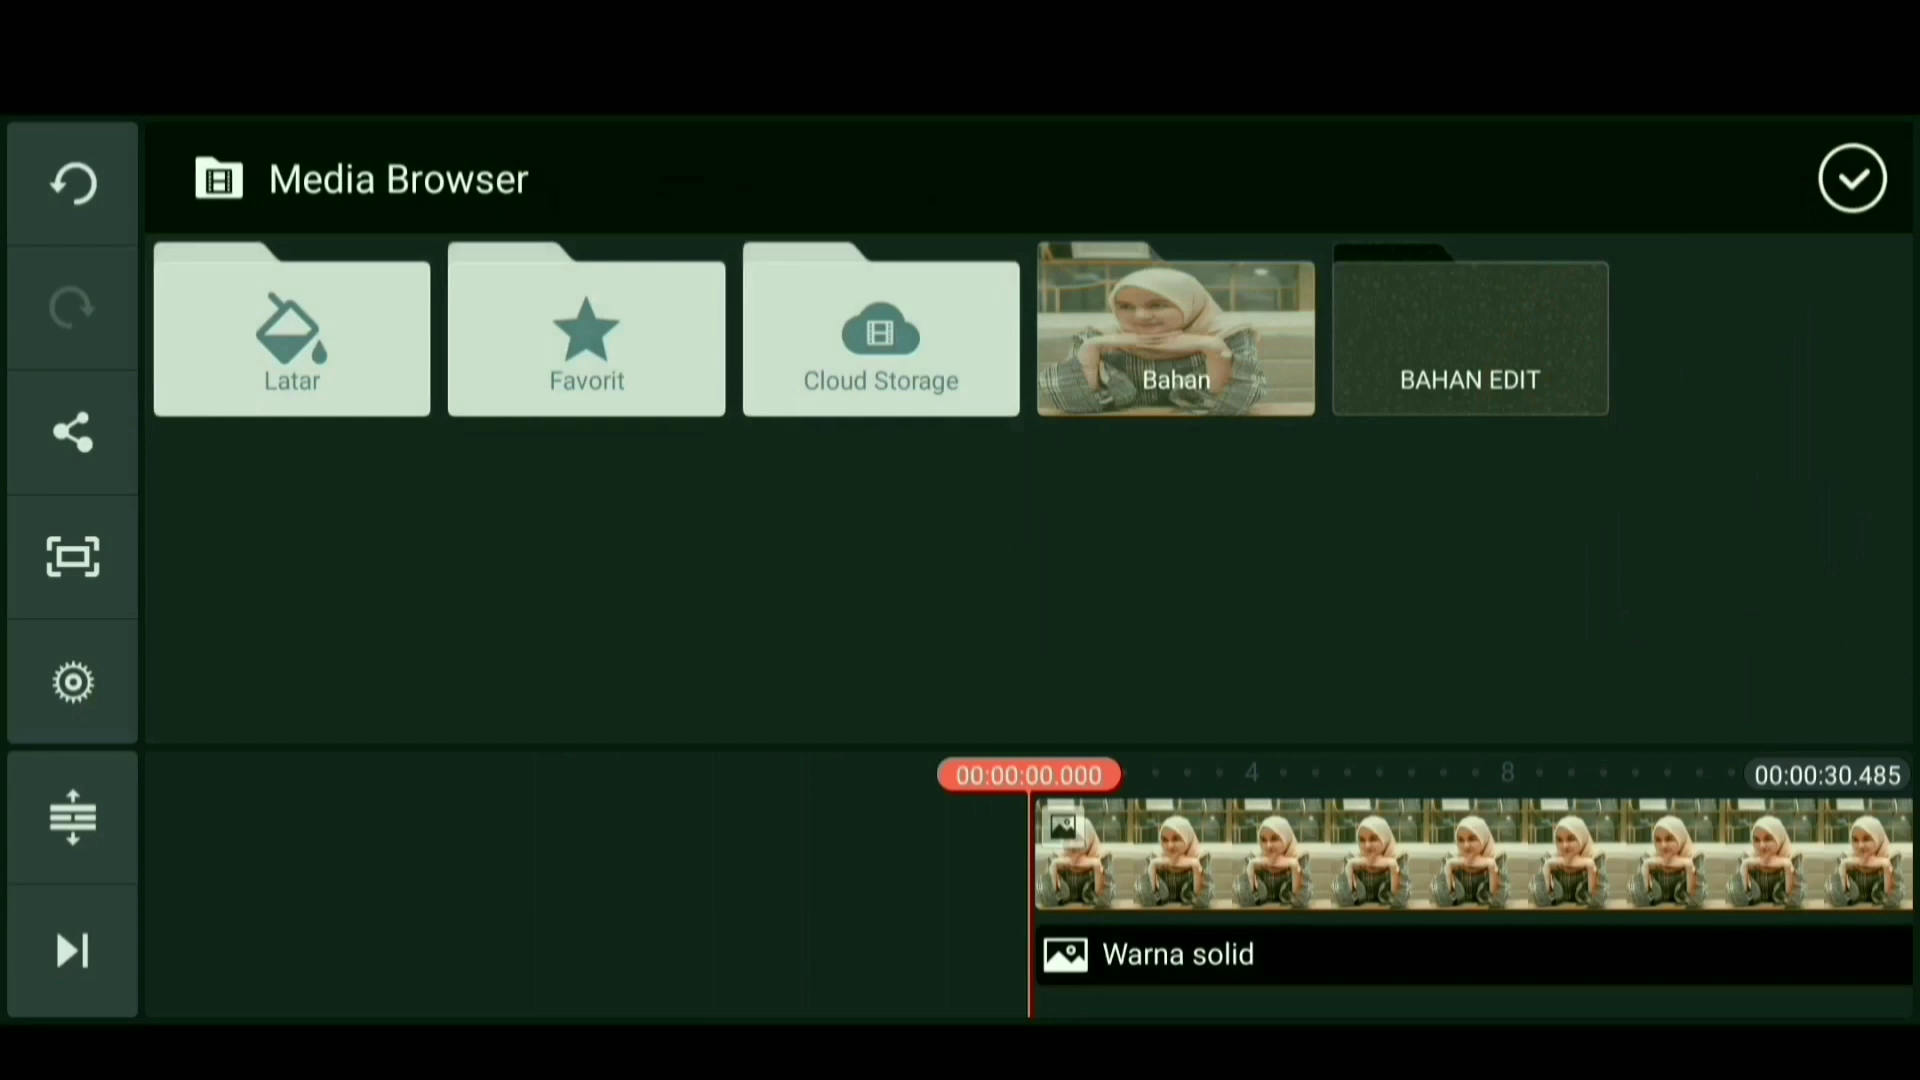 Media Browser
Latar
Favorit
Cloud Storage
Bahan
BAHAN EDIT
00:00:00.000
4
8
00:00:30.485
Warna solid